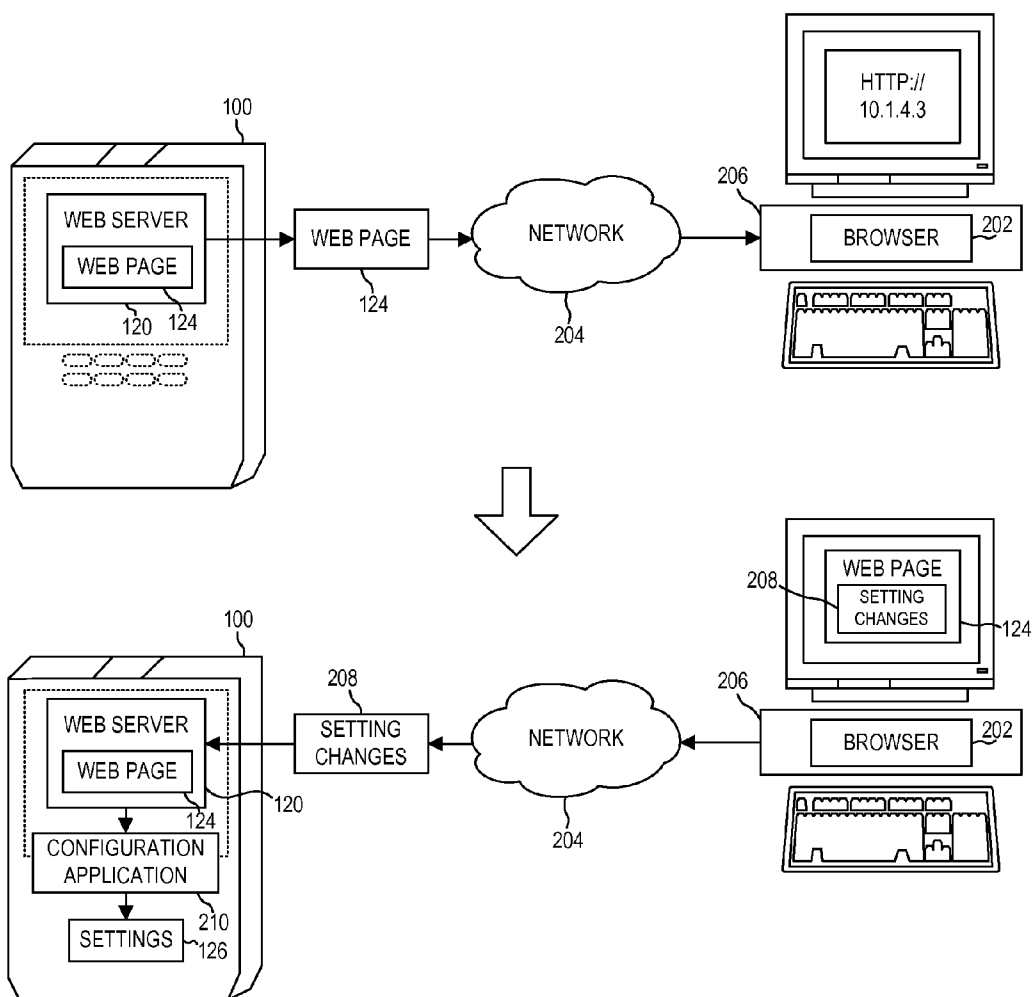 HTTP://
10.1.4.3
100
206
WEB SERVER
WEB PAGE
120
124
WEB PAGE
124
NETWORK
204
BROWSER
202
WEB PAGE
SETTING
CHANGES
208
124
100
208
206
WEB SERVER
WEB PAGE
124
120
SETTING
CHANGES
NETWORK
204
BROWSER
202
CONFIGURATION
APPLICATION
210
SETTINGS
126